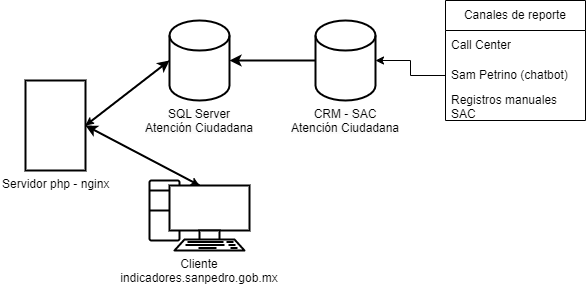 Canales de reporte
Call Center
Sam Petrino (chatbot)
Registros manuales
SAC
SQL Server
Atención Ciudadana
CRM - SAC
Atención Ciudadana
Servidor php - nginx
Cliente
indicadores.sanpedro.gob.mx